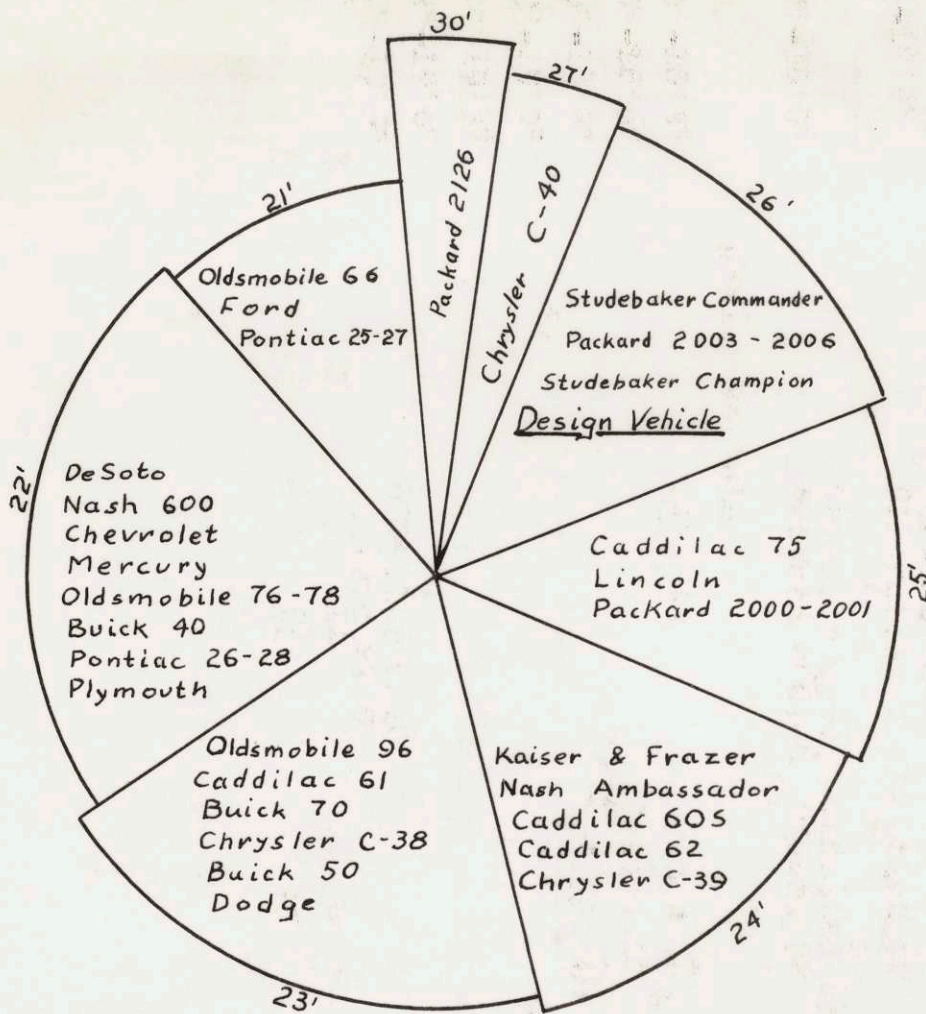 30'
Packard 2126
27'
Chrysler C-40
26'
Studebaker Commander
Packard 2003 - 2006
Studebaker Champion
Design Vehicle
25'
Caddilac 75
Lincoln
Packard 2000-2001
24'
Kaiser & Frazer
Nash Ambassador
Caddilac 60S
Caddilac 62
Chrysler C-39
23'
Oldsmobile 96
Caddilac 61
Buick 70
Chrysler C-38
Buick 50
Dodge
22'
DeSoto
Nash 600
Chevrolet
Mercury
Oldsmobile 76-78
Buick 40
Pontiac 26-28
Plymouth
21'
Oldsmobile 66
Ford
Pontiac 25-27